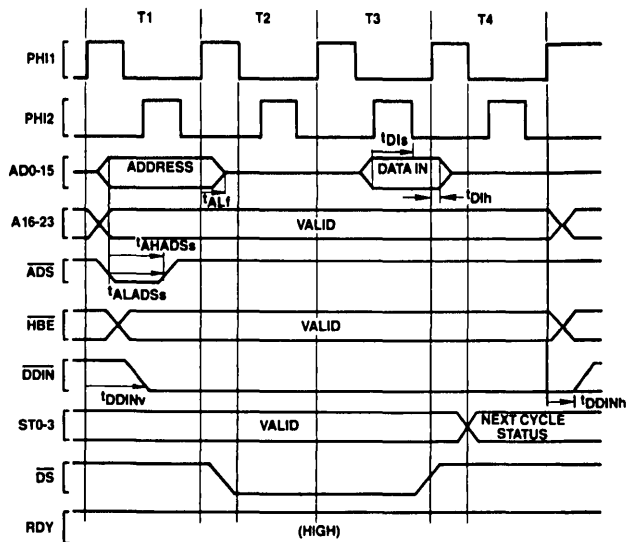 T1 T2 T3 T4
PHI1
PHI2
tDIs
AD0-15 ADDRESS DATA IN
tALf tDIh
A16-23 VALID
tAHADSs
ADS
tALADSs
HBE VALID
DDIN
tDDINv tDDINh
ST0-3 VALID NEXT CYCLE
STATUS
DS
RDY (HIGH)